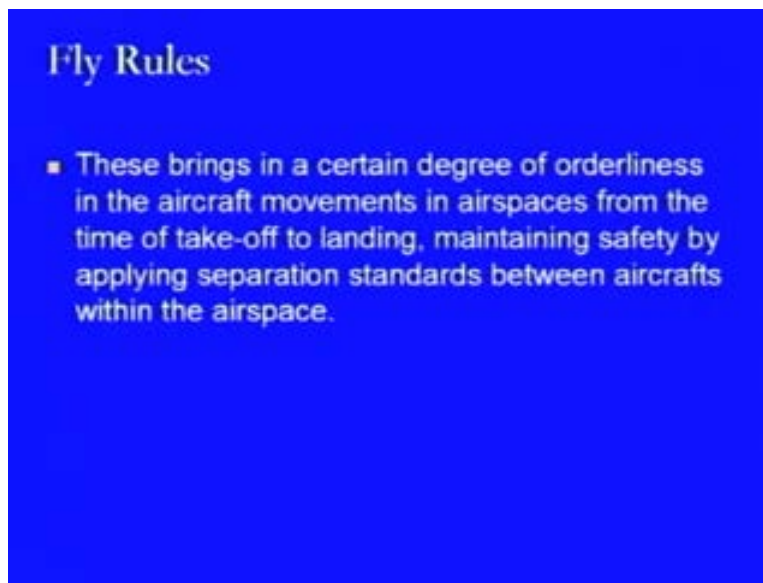 Fly Rules
These brings in a certain degree of orderliness
in the aircraft movements in airspaces from the
time of take-off to landing, maintaining safety by
applying separation standards between aircrafts
within the airspace.